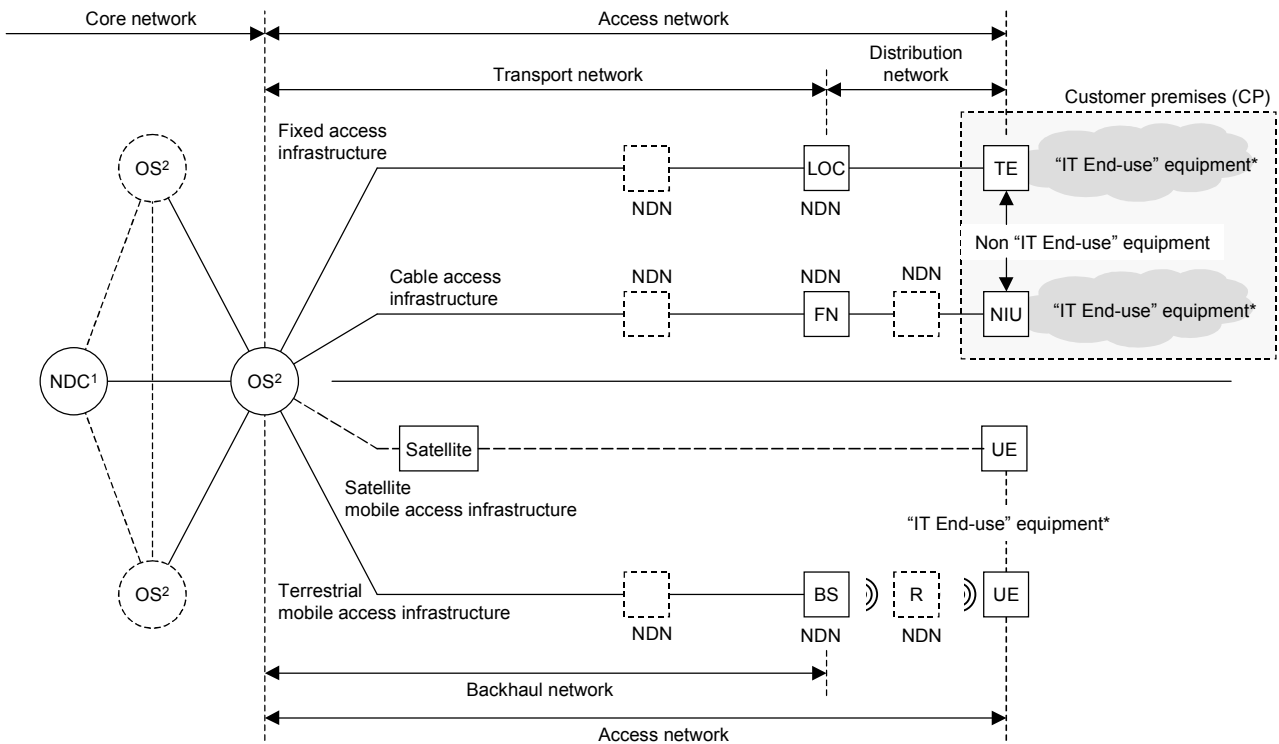 Core network
Access network
Transport network
Distribution
network
Customer premises (CP)
Fixed access
infrastructure
OS²
LOC
TE
"IT End-use" equipment*
NDN
NDN
Non "IT End-use" equipment
Cable access
infrastructure
NDN
NDN
NDN
FN
NIU
"IT End-use" equipment*
NDC¹
OS²
Satellite
UE
Satellite
mobile access infrastructure
"IT End-use" equipment*
Terrestrial
mobile access infrastructure
OS²
BS
R
UE
NDN
NDN
NDN
Backhaul network
Access network